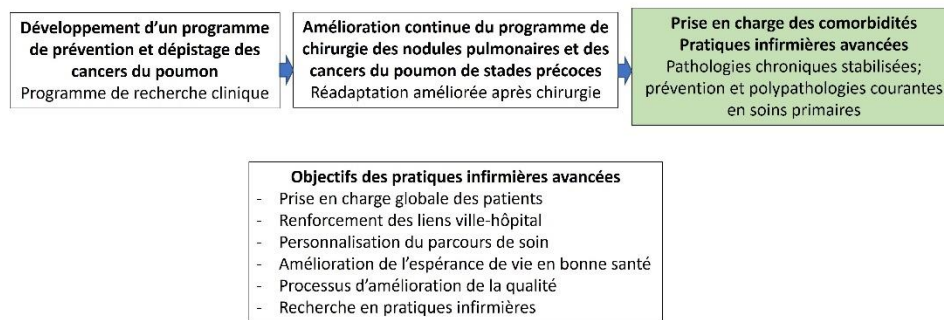 Développement d'un programme
de prévention et dépistage des
cancers du poumon
Programme de recherche clinique
Amélioration continue du programme de
chirurgie des nodules pulmonaires et des
cancers du poumon de stades précoces
Réadaptation améliorée après chirurgie
Prise en charge des comorbidités
Pratiques infirmières avancées
Pathologies chroniques stabilisées;
prévention et polypathologies courantes
en soins primaires
Objectifs des pratiques infirmières avancées
- Prise en charge globale des patients
- Renforcement des liens ville-hôpital
- Personnalisation du parcours de soin
- Amélioration de l'espérance de vie en bonne santé
- Processus d'amélioration de la qualité
- Recherche en pratiques infirmières